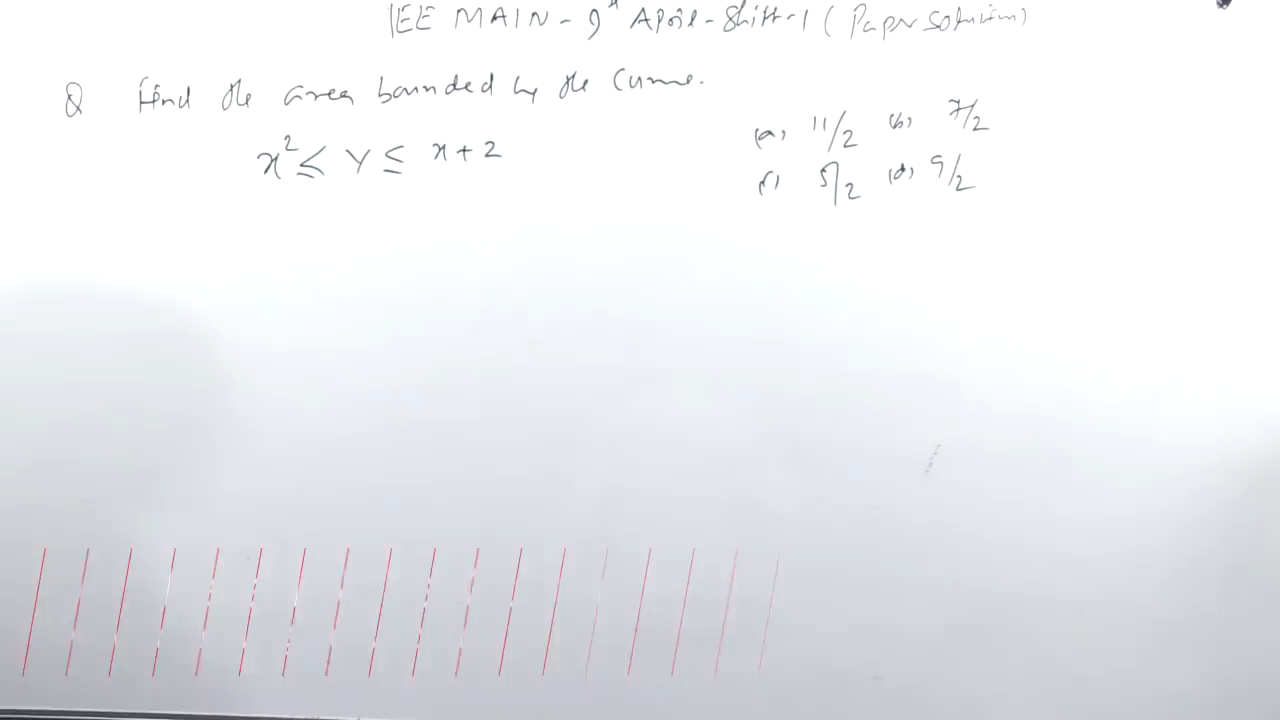 JEE MAIN - 9th April - Shift-1 (Paper solution)
Q Find the area bounded by the curve.
x² ≤ Y ≤ x + 2
(a) 11/2 (b) 7/2
(c) 5/2 (d) 9/2